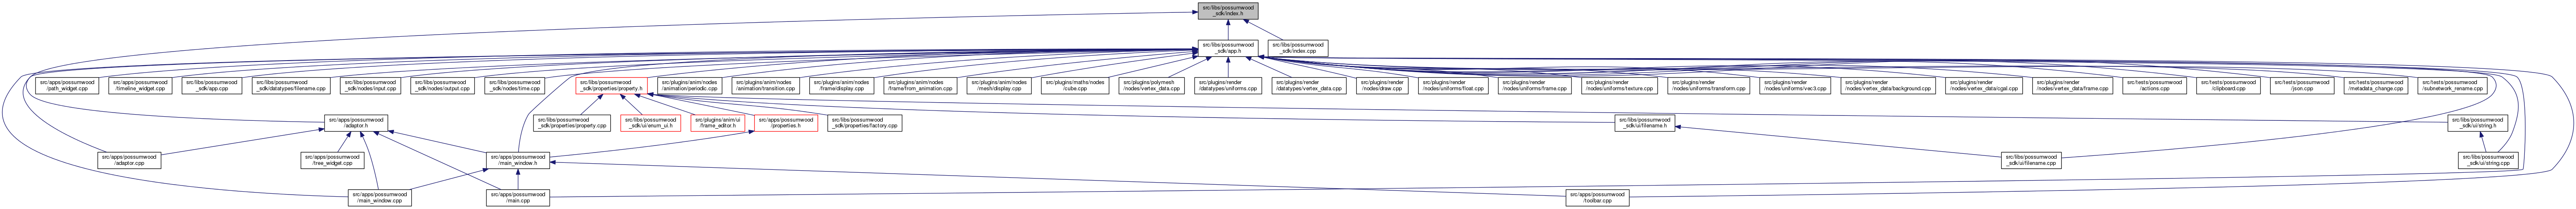 src/libs/possumwood
_sdk/index.h
src/libs/possumwood
_sdk/app.h
src/libs/possumwood
_sdk/index.cpp
src/apps/possumwood
/path_widget.cpp
src/apps/possumwood
/timeline_widget.cpp
src/libs/possumwood
_sdk/app.cpp
src/libs/possumwood
_sdk/datatypes/filename.cpp
src/libs/possumwood
_sdk/nodes/input.cpp
src/libs/possumwood
_sdk/nodes/output.cpp
src/libs/possumwood
_sdk/nodes/time.cpp
src/libs/possumwood
_sdk/properties/property.h
src/plugins/anim/nodes
/animation/periodic.cpp
src/plugins/anim/nodes
/animation/transition.cpp
src/plugins/anim/nodes
/frame/display.cpp
src/plugins/anim/nodes
/frame/from_animation.cpp
src/plugins/anim/nodes
/mesh/display.cpp
src/plugins/maths/nodes
/cube.cpp
src/plugins/polymesh
/nodes/vertex_data.cpp
src/plugins/render
/datatypes/uniforms.cpp
src/plugins/render
/datatypes/vertex_data.cpp
src/plugins/render
/nodes/draw.cpp
src/plugins/render
/nodes/uniforms/float.cpp
src/plugins/render
/nodes/uniforms/frame.cpp
src/plugins/render
/nodes/uniforms/texture.cpp
src/plugins/render
/nodes/uniforms/transform.cpp
src/plugins/render
/nodes/uniforms/vec3.cpp
src/plugins/render
/nodes/vertex_data/background.cpp
src/plugins/render
/nodes/vertex_data/cgal.cpp
src/plugins/render
/nodes/vertex_data/frame.cpp
src/tests/possumwood
/actions.cpp
src/tests/possumwood
/clipboard.cpp
src/tests/possumwood
/json.cpp
src/tests/possumwood
/metadata_change.cpp
src/tests/possumwood
/subnetwork_rename.cpp
src/apps/possumwood
/adaptor.h
src/libs/possumwood
_sdk/properties/property.cpp
src/libs/possumwood
_sdk/ui/enum_ui.h
src/plugins/anim/ui
/frame_editor.h
src/apps/possumwood
/properties.h
src/libs/possumwood
_sdk/properties/factory.cpp
src/libs/possumwood
_sdk/ui/filename.h
src/libs/possumwood
_sdk/ui/string.h
src/apps/possumwood
/adaptor.cpp
src/apps/possumwood
/tree_widget.cpp
src/apps/possumwood
/main_window.h
src/libs/possumwood
_sdk/ui/filename.cpp
src/libs/possumwood
_sdk/ui/string.cpp
src/apps/possumwood
/main_window.cpp
src/apps/possumwood
/main.cpp
src/apps/possumwood
/toolbar.cpp